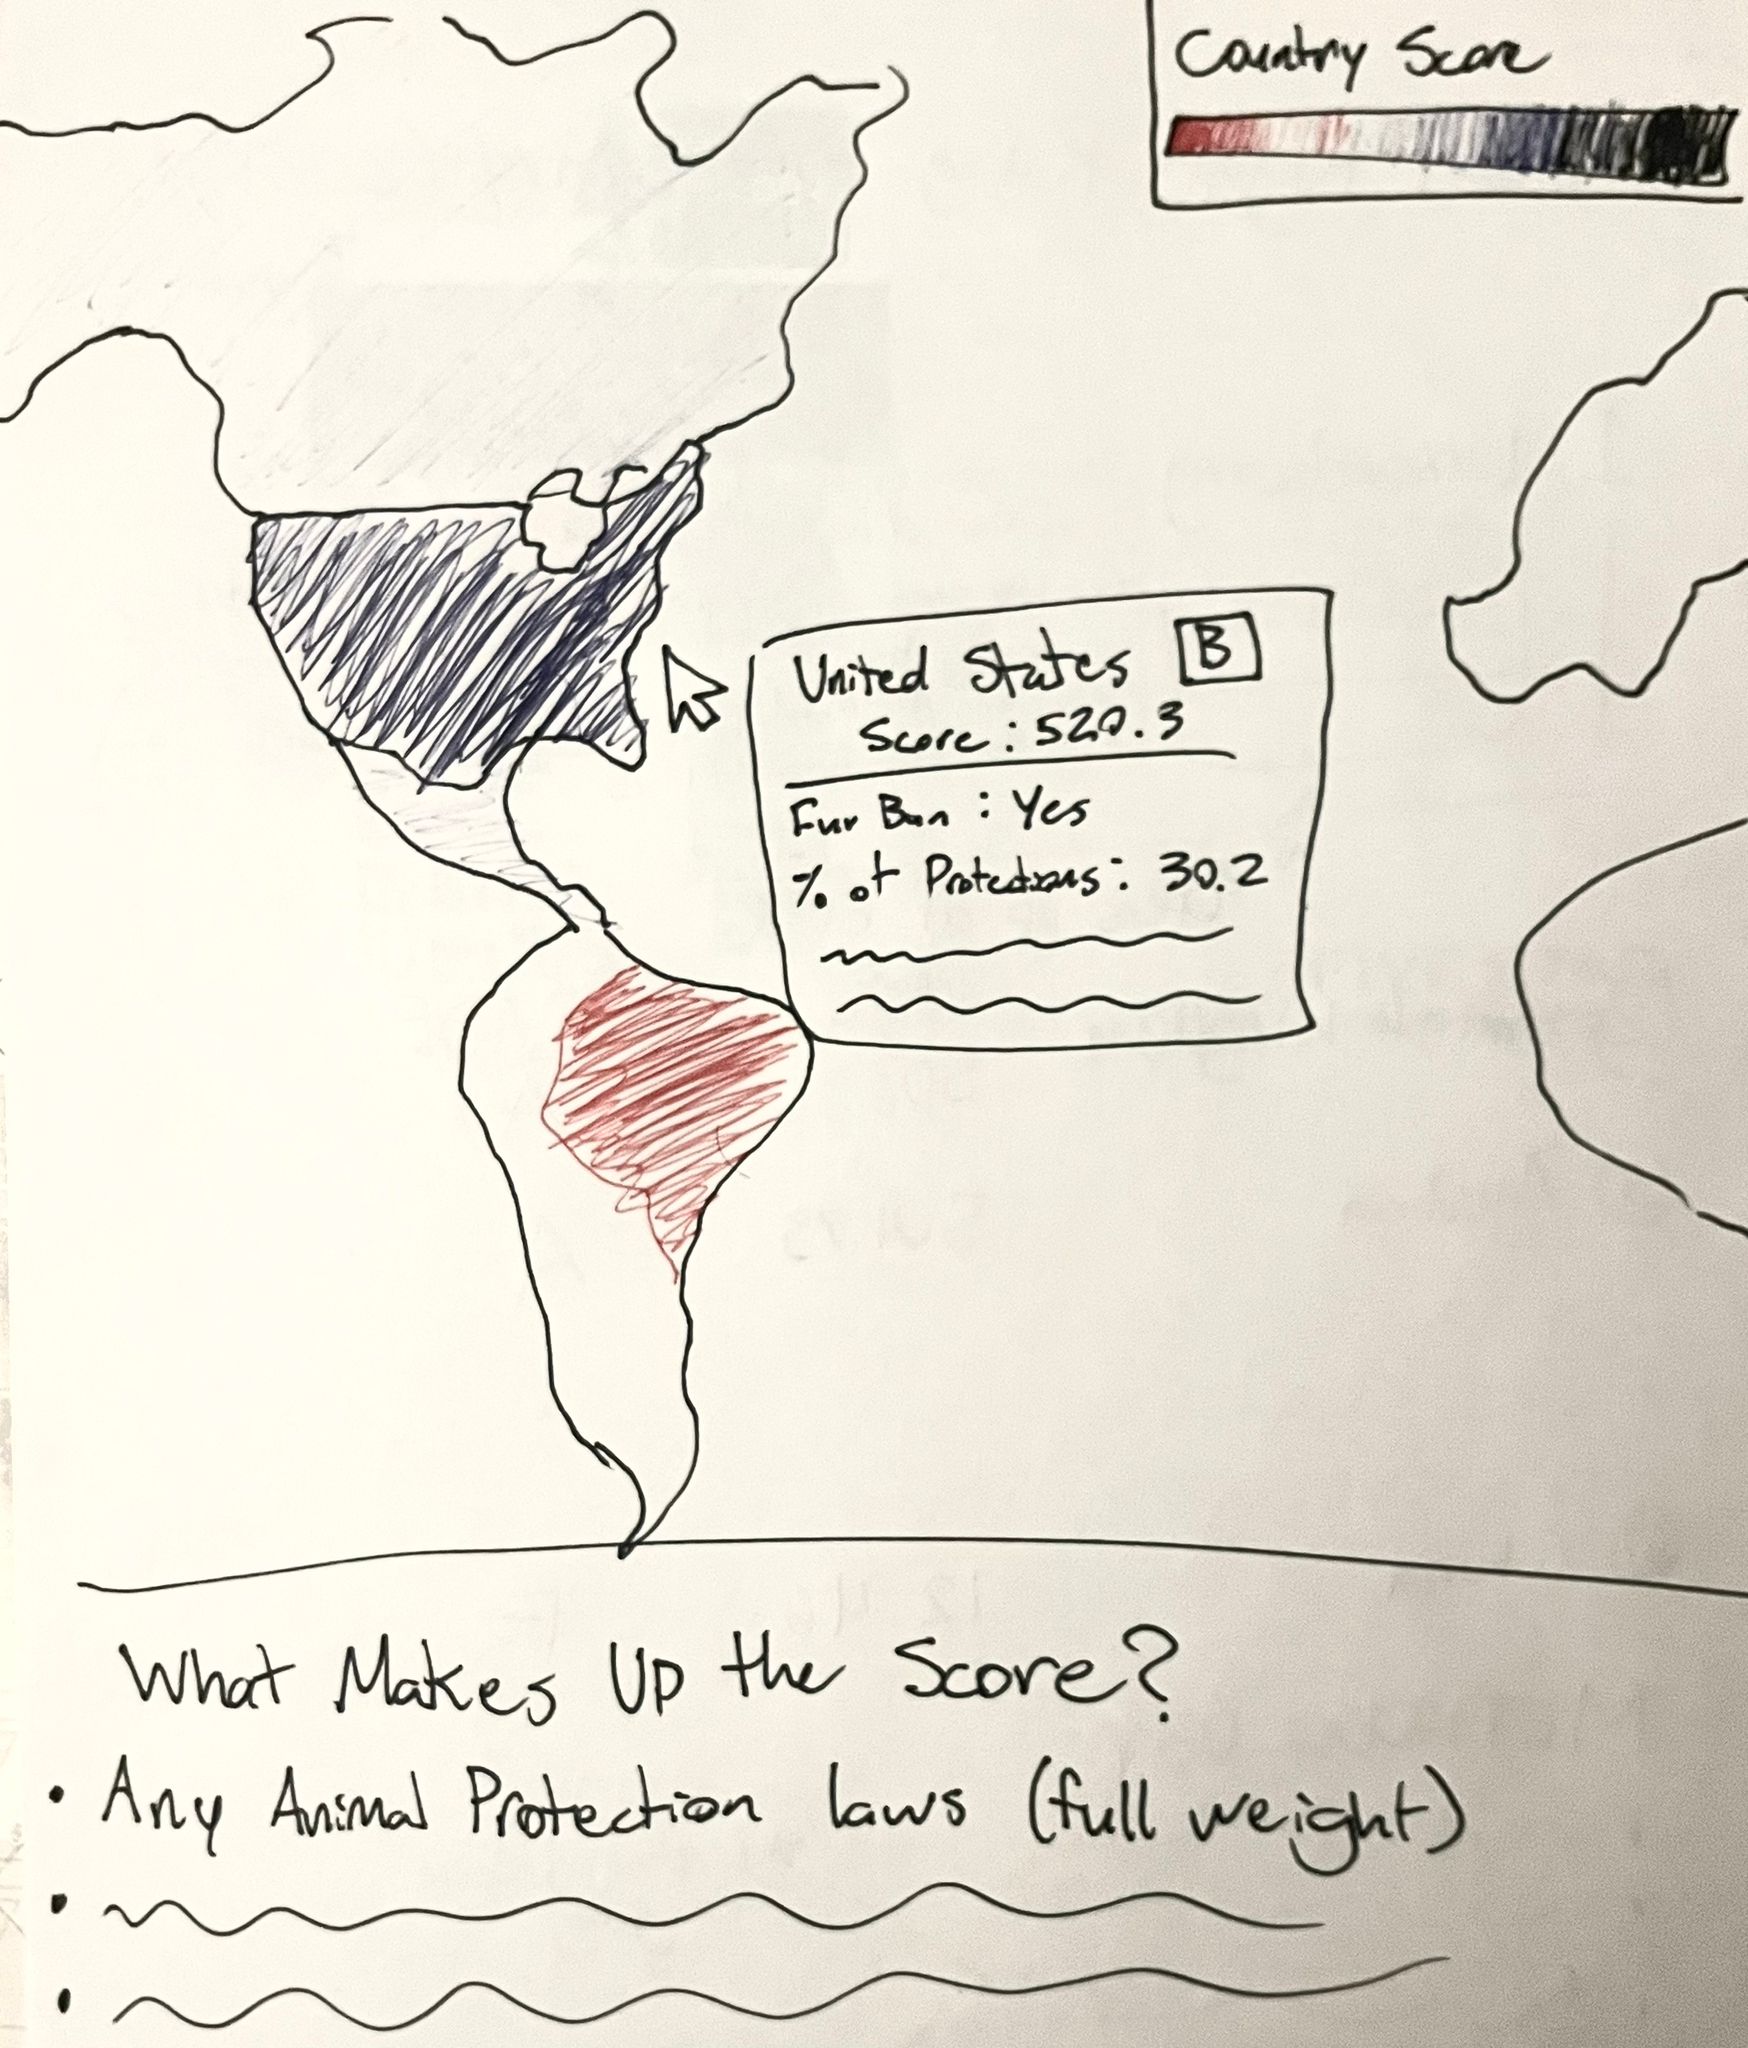 Country Score
United States B
Score: 520.3
Fur Ban: Yes
% of Protections: 30.2
What Makes Up the Score?
• Any Animal Protection laws (full weight)